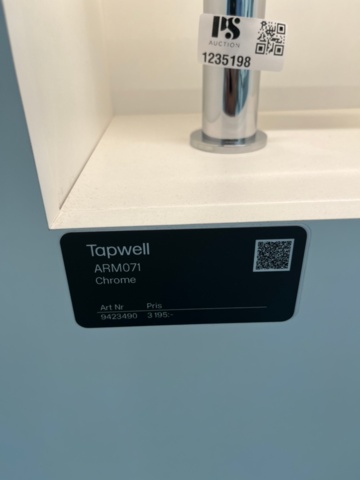 PS
AUCTION
1235198
Tapwell
ARM071
Chrome
Art Nr Pris
9423490 3 195:-